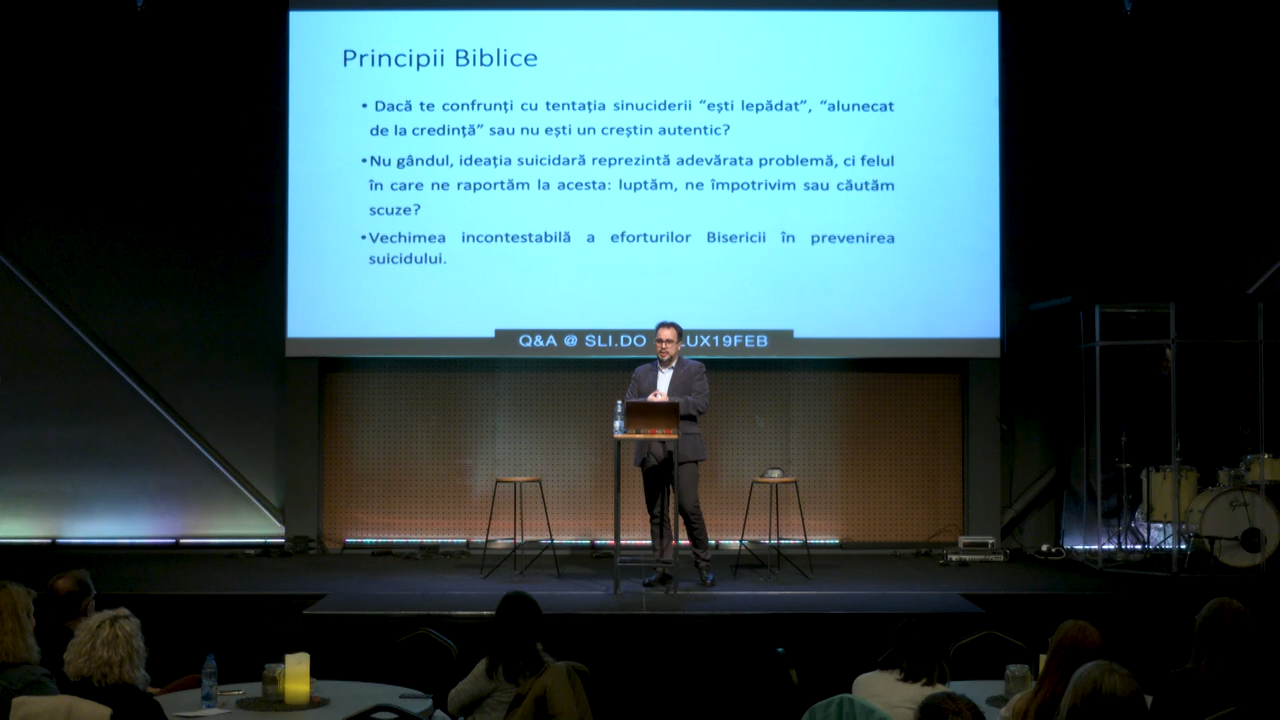 Principii Biblice
• Dacă te confrunți cu tentația sinuciderii “ești lepădat”, “alunecat
de la credință” sau nu ești un creștin autentic?
•Nu gândul, ideația suicidară reprezintă adevărata problemă, ci felul
în care ne raportăm la acesta: luptăm, ne împotrivim sau căutăm
scuze?
•Vechimea incontestabilă a eforturilor Bisericii în prevenirea
suicidului.
Q&A @ SLI.DO UX19FEB